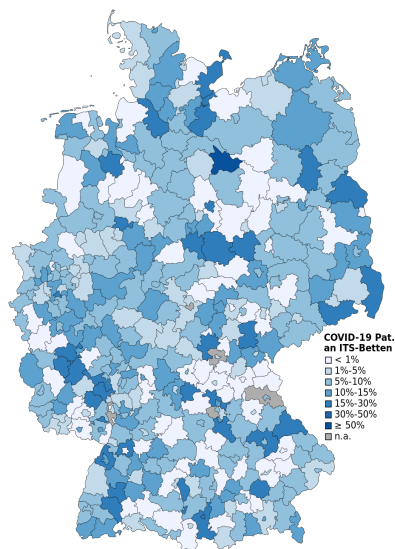 COVID-19 Pat.
an ITS-Betten
< 1%
1%-5%
5%-10%
10%-15%
15%-30%
30%-50%
≥ 50%
n.a.